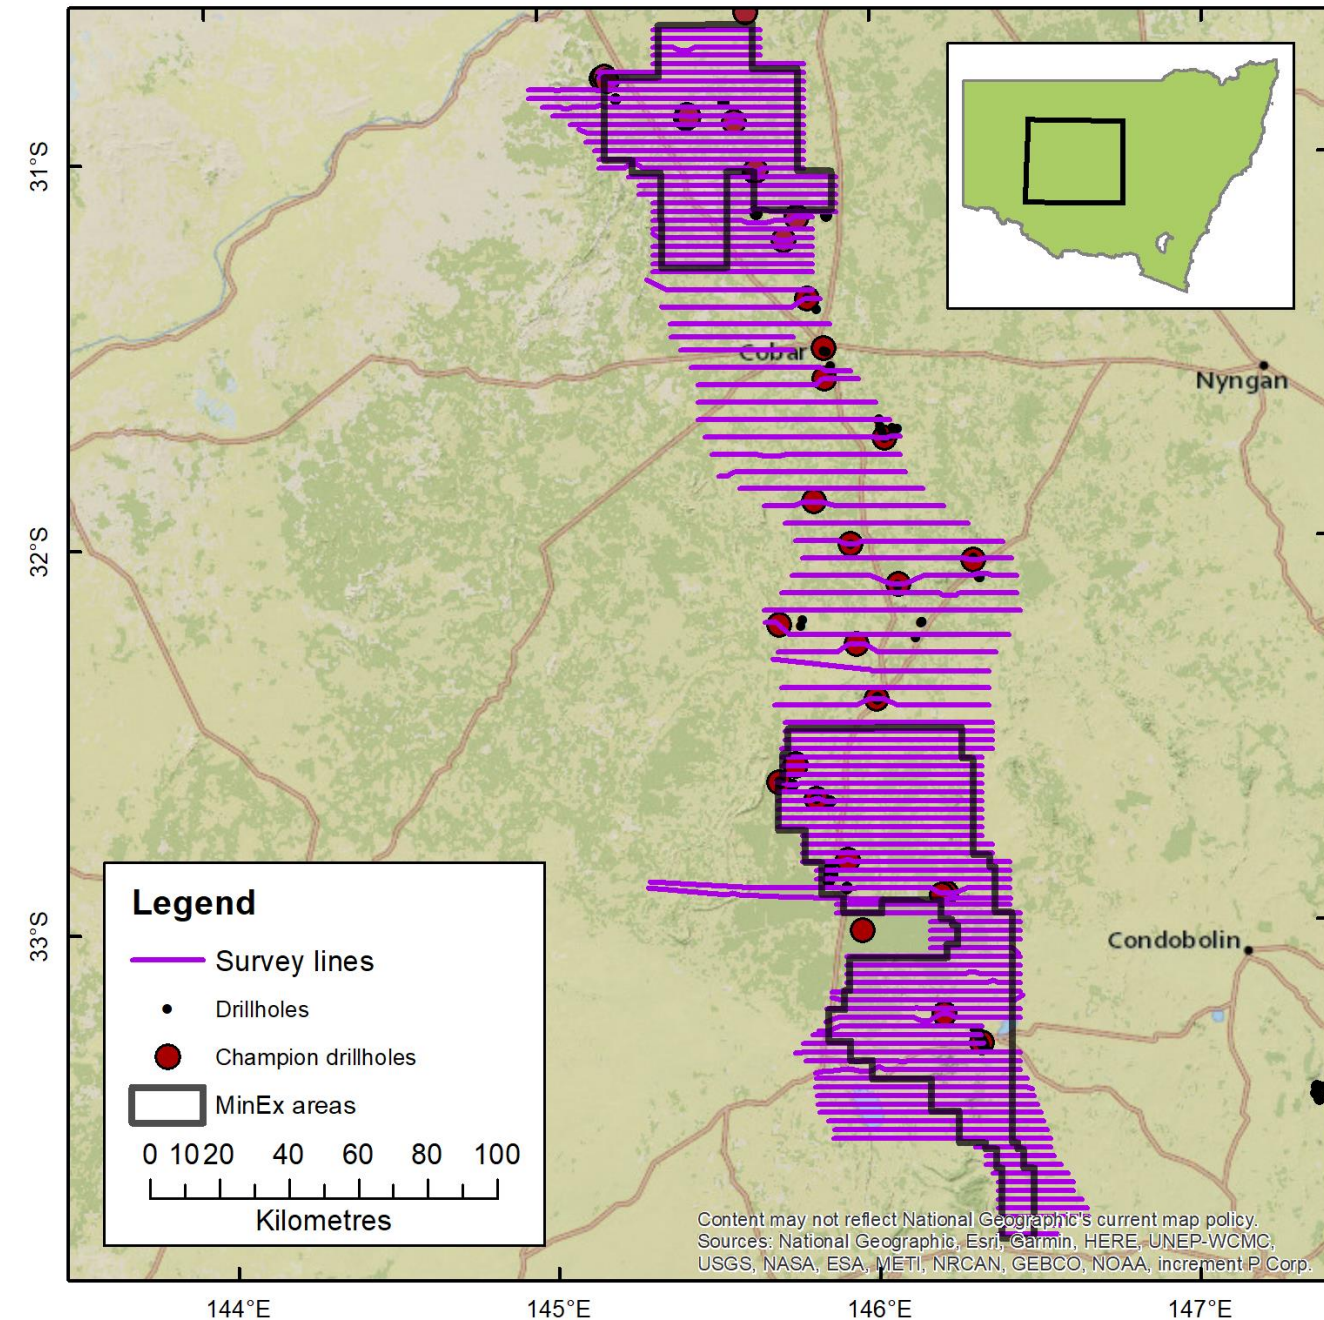 31°S
Cobar
Nyngan
32°S
33°S
Condobolin
Legend
Survey lines
Drillholes
Champion drillholes
MinEx areas
0 10 20 40 60 80 100
Kilometres
Content may not reflect National Geographic's current map policy.
Sources: National Geographic, Esri, Garmin, HERE, UNEP-WCMC,
USGS, NASA, ESA, METI, NRCAN, GEBCO, NOAA, increment P Corp.
144°E 145°E 146°E 147°E